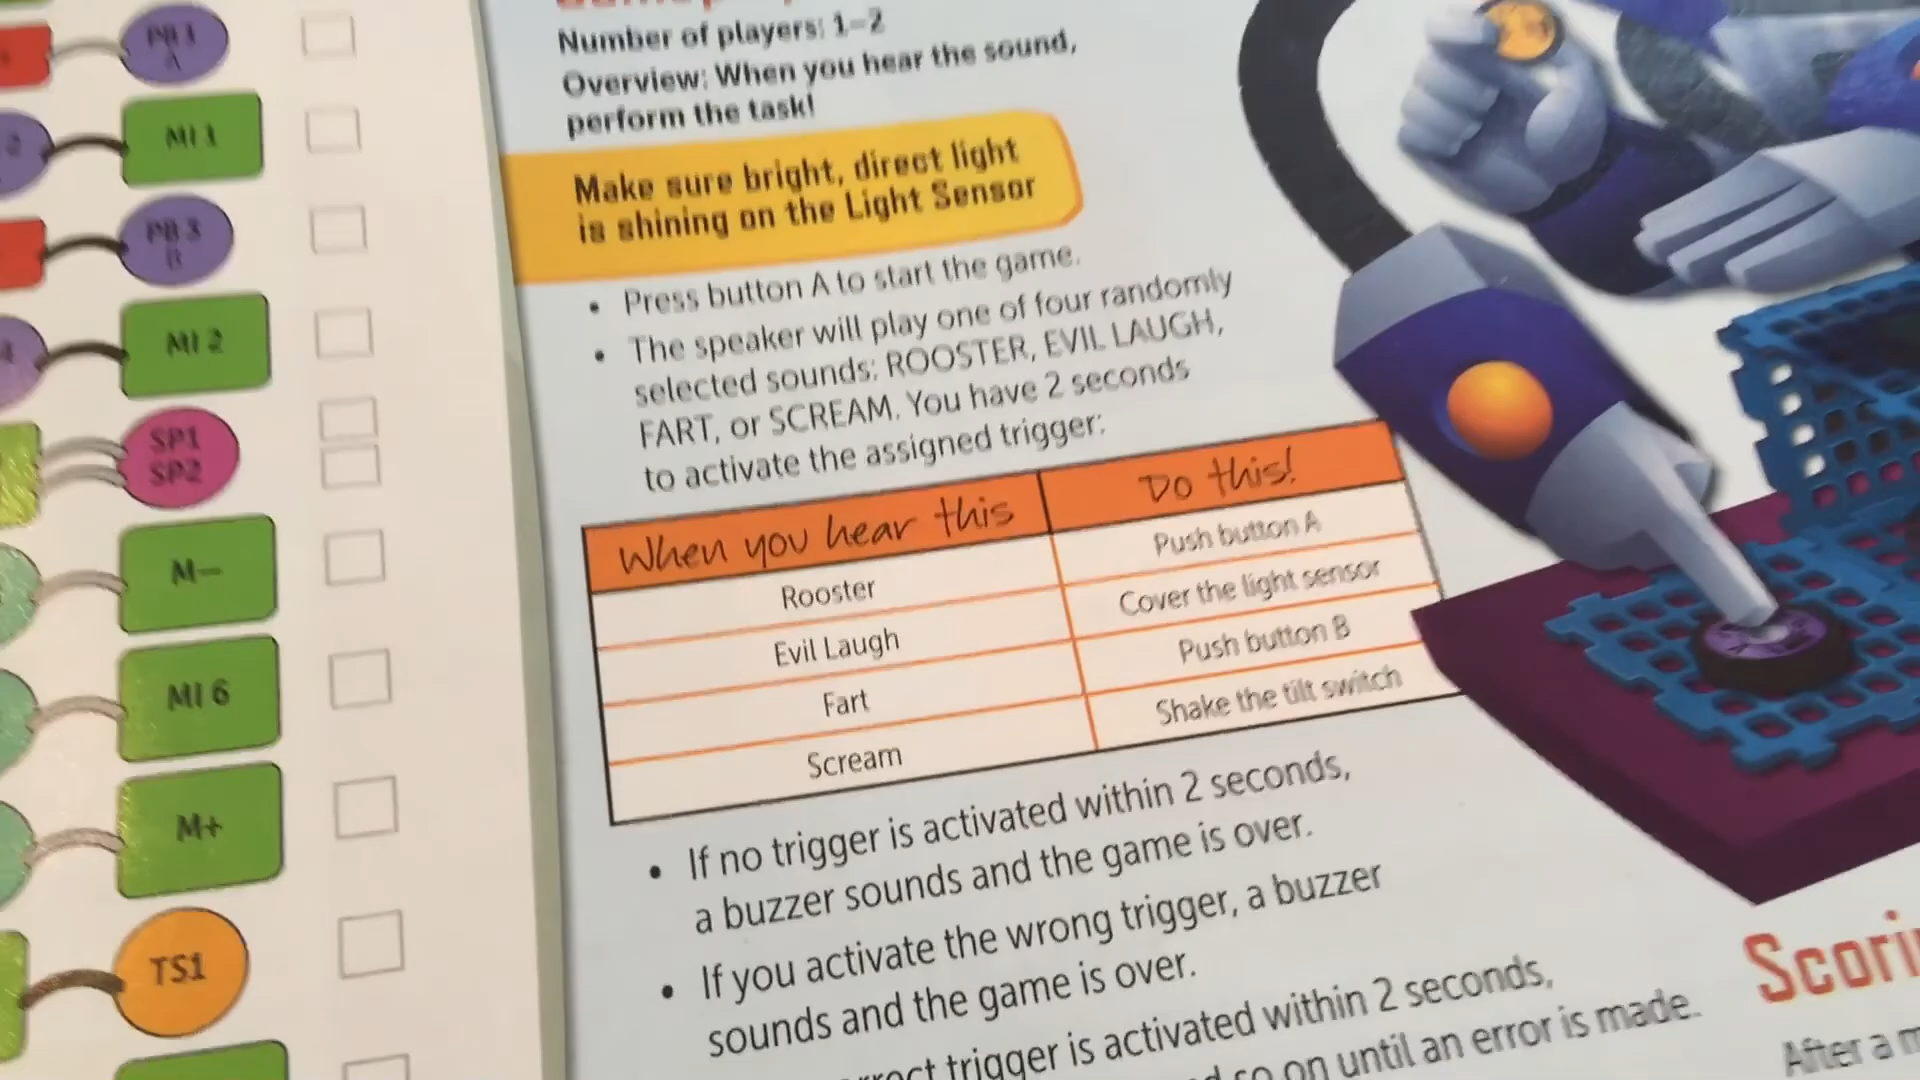 PB 1
A
MI 1
PB 3
B
MI 2
SP1
SP2
M–
MI 6
M+
TS1
Number of players: 1–2
Overview: When you hear the sound,
perform the task!
Make sure bright, direct light
is shining on the Light Sensor
• Press button A to start the game.
• The speaker will play one of four randomly
selected sounds: ROOSTER, EVIL LAUGH,
FART, or SCREAM. You have 2 seconds
to activate the assigned trigger:
When you hear this Do this!
Rooster Push button A
Evil Laugh Cover the light sensor
Fart Push button B
Scream Shake the tilt switch
• If no trigger is activated within 2 seconds,
a buzzer sounds and the game is over.
• If you activate the wrong trigger, a buzzer
sounds and the game is over.
trigger is activated within 2 seconds,
so on until an error is made.
After a